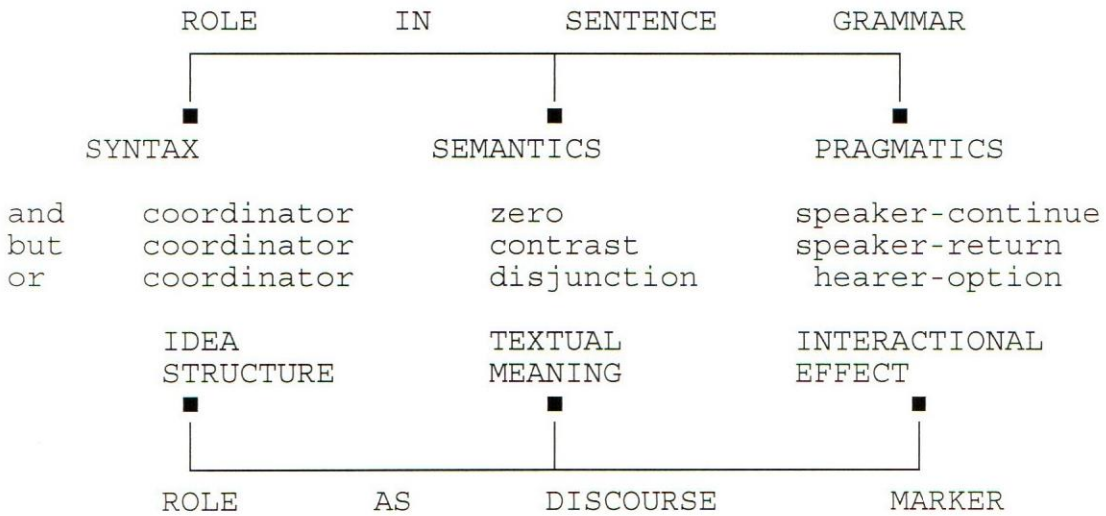 ROLE IN SENTENCE GRAMMAR
SYNTAX SEMANTICS PRAGMATICS
and coordinator zero speaker-continue
but coordinator contrast speaker-return
or coordinator disjunction hearer-option
IDEA TEXTUAL INTERACTIONAL
STRUCTURE MEANING EFFECT
ROLE AS DISCOURSE MARKER